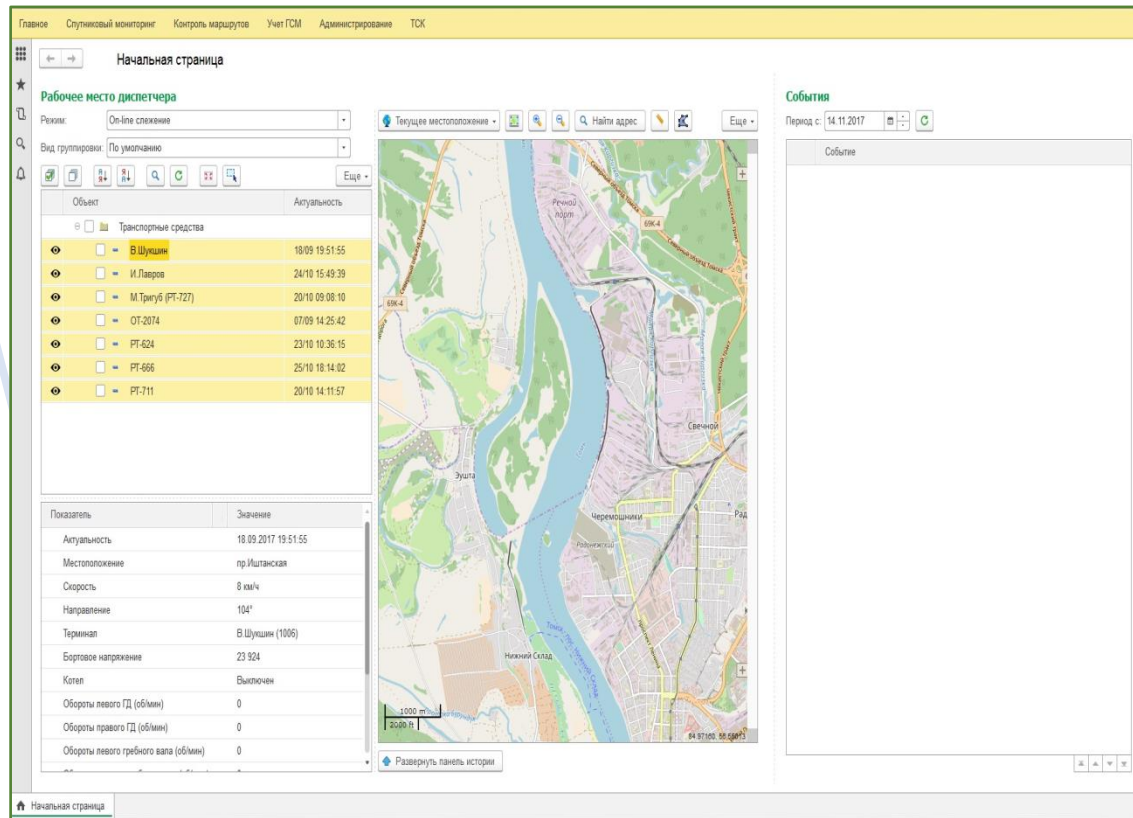 Главное Спутниковый мониторинг Контроль маршрутов Учет ГСМ Администрирование ТСК
Начальная страница
Рабочее место диспетчера
Режим: On-line слежение
Вид группировки: По умолчанию
Еще
Объект Актуальность
Транспортные средства
В.Шукшин 18/09 19:51:55
И.Лавров 24/10 15:49:39
М.Тригуб (РТ-727) 20/10 09:08:10
ОТ-2074 07/09 14:25:42
РТ-624 23/10 10:36:15
РТ-666 25/10 18:14:02
РТ-711 20/10 14:11:57
Показатель Значение
Актуальность 18.09.2017 19:51:55
Местоположение пр.Иштанская
Скорость 8 км/ч
Направление 104°
Терминал В.Шукшин (1006)
Бортовое напряжение 23 924
Котел Выключен
Обороты левого ГД (об/мин) 0
Обороты правого ГД (об/мин) 0
Обороты левого гребного вала (об/мин) 0
Текущее местоположение Найти адрес Еще
Речной
порт
69К-4
69К-4
Северный объезд Томска
Свечной
Зушта
Черемошники
Рад
Радонежский
Нижний Склад
1000 m
2000 ft
Развернуть панель истории
События
Период с: 14.11.2017
Событие
Начальная страница